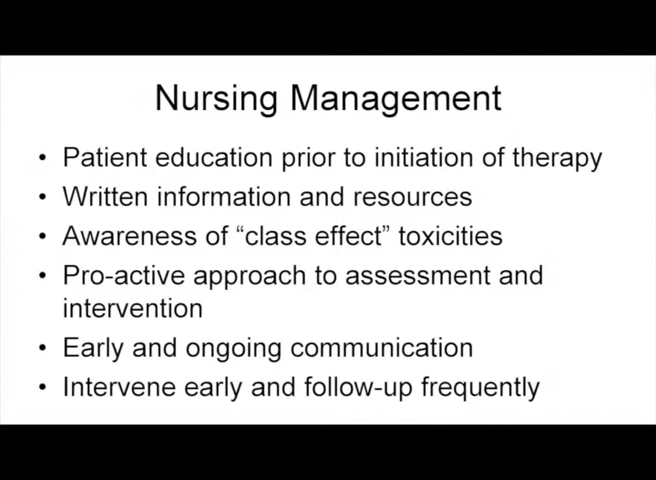 Nursing Management
• Patient education prior to initiation of therapy
• Written information and resources
• Awareness of “class effect” toxicities
• Pro-active approach to assessment and
intervention
• Early and ongoing communication
• Intervene early and follow-up frequently